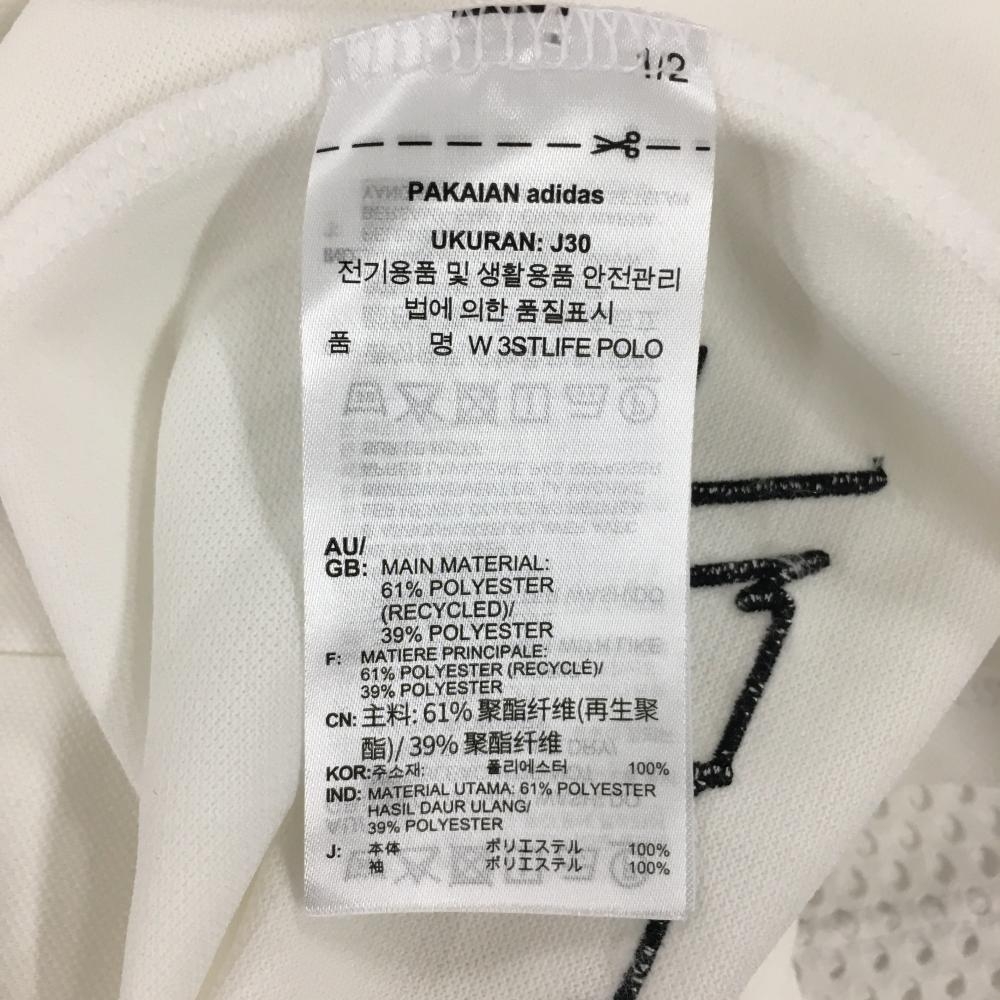 1/2
PAKAIAN adidas
UKURAN: J30
전기용품 및 생활용품 안전관리
법에 의한 품질표시
품 명 W 3STLIFE POLO
AU/
GB: MAIN MATERIAL:
61% POLYESTER
(RECYCLED)/
39% POLYESTER
F: MATIERE PRINCIPALE:
61% POLYESTER (RECYCLÉ)/
39% POLYESTER
CN: 主料: 61% 聚酯纤维(再生聚
酯)/ 39% 聚酯纤维
KOR:주소재: 폴리에스터 100%
IND: MATERIAL UTAMA: 61% POLYESTER
HASIL DAUR ULANG/
39% POLYESTER
J: 本体 ポリエステル 100%
袖 ポリエステル 100%